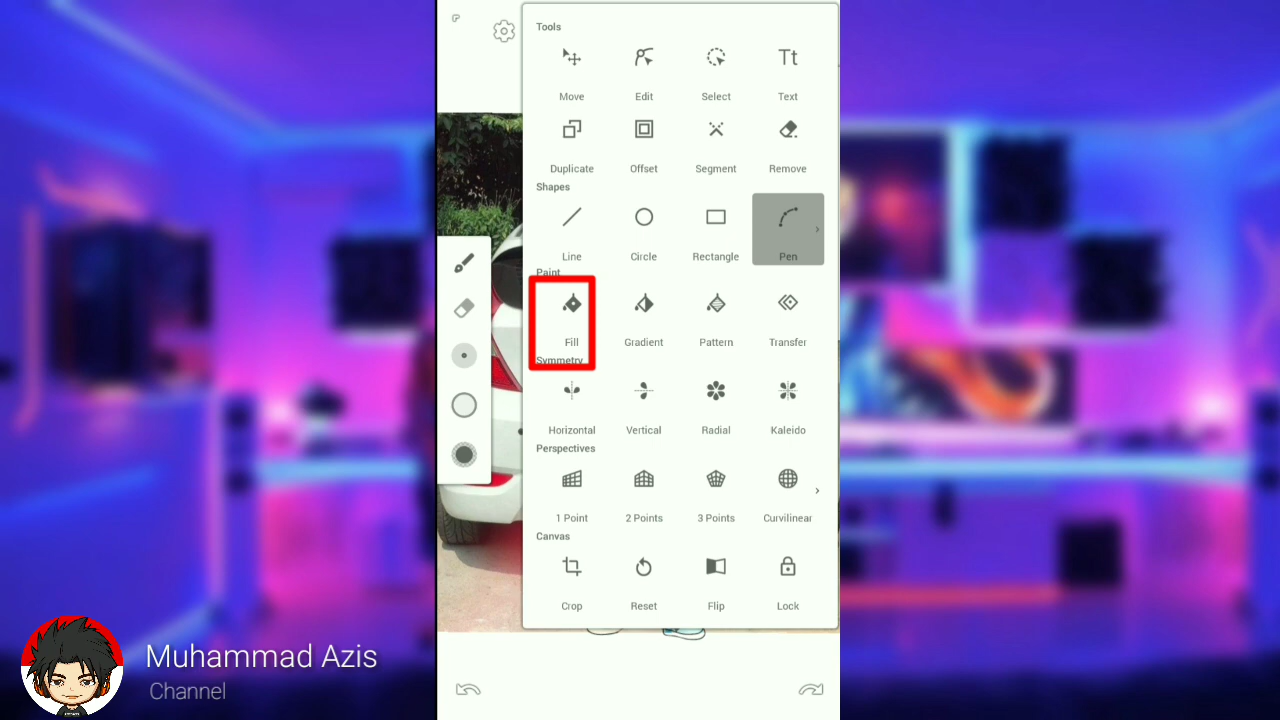 Tools
Move Edit Select Text
Duplicate Offset Segment Remove
Shapes
Line Circle Rectangle Pen
Paint
Fill Gradient Pattern Transfer
Symmetry
Horizontal Vertical Radial Kaleido
Perspectives
1 Point 2 Points 3 Points Curvilinear
Canvas
Crop Reset Flip Lock
Muhammad Azis
Channel